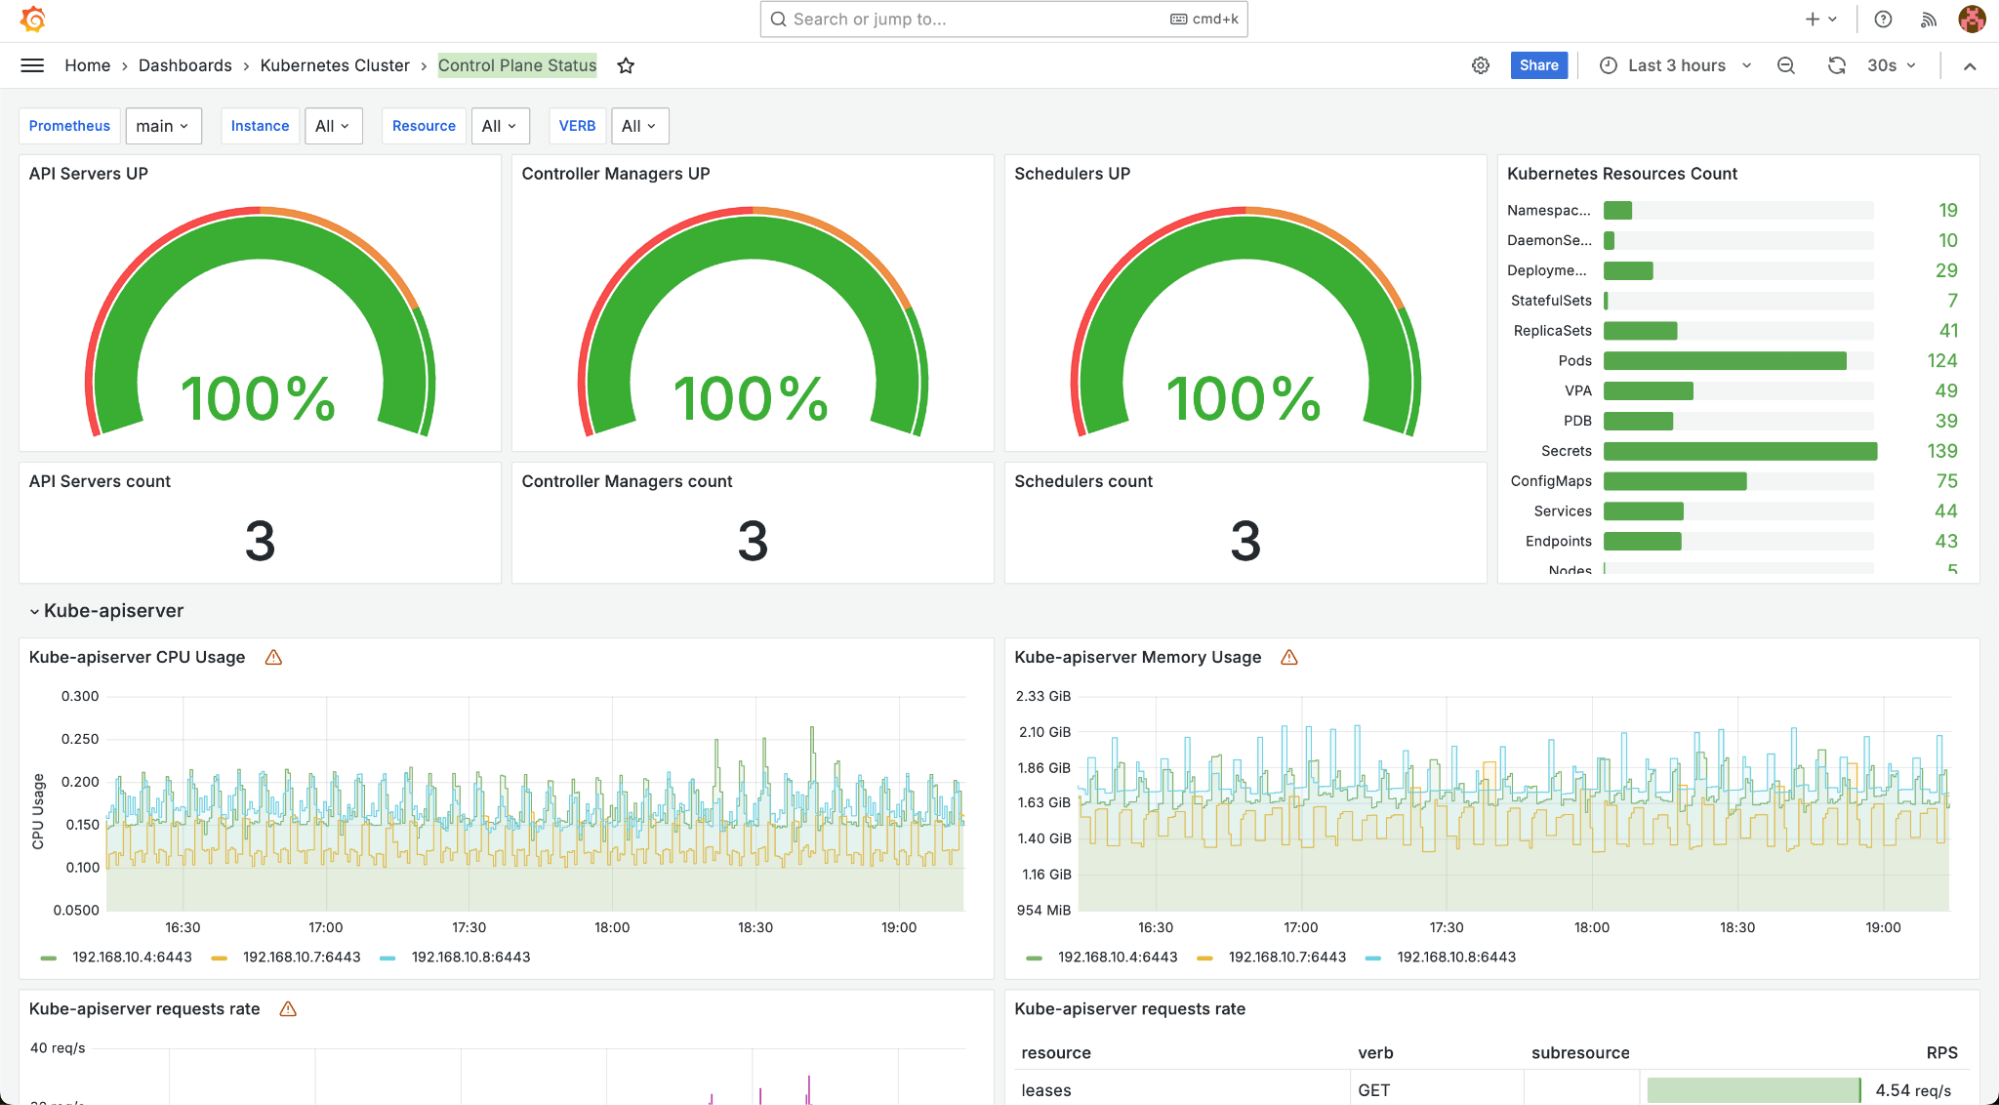 Search or jump to...
cmd+k
Home › Dashboards › Kubernetes Cluster › Control Plane Status
Share
Last 3 hours
30s
Prometheus main Instance All Resource All VERB All
API Servers UP
100%
Controller Managers UP
100%
Schedulers UP
100%
Kubernetes Resources Count
Namespac... 19
DaemonSe... 10
Deployme... 29
StatefulSets 7
ReplicaSets 41
Pods 124
VPA 49
PDB 39
Secrets 139
ConfigMaps 75
Services 44
Endpoints 43
Nodes 5
API Servers count
3
Controller Managers count
3
Schedulers count
3
Kube-apiserver
Kube-apiserver CPU Usage
CPU Usage
0.300
0.250
0.200
0.150
0.100
0.0500
16:30 17:00 17:30 18:00 18:30 19:00
192.168.10.4:6443 192.168.10.7:6443 192.168.10.8:6443
Kube-apiserver Memory Usage
2.33 GiB
2.10 GiB
1.86 GiB
1.63 GiB
1.40 GiB
1.16 GiB
954 MiB
16:30 17:00 17:30 18:00 18:30 19:00
192.168.10.4:6443 192.168.10.7:6443 192.168.10.8:6443
Kube-apiserver requests rate
40 req/s
Kube-apiserver requests rate
resource verb subresource RPS
leases GET 4.54 req/s